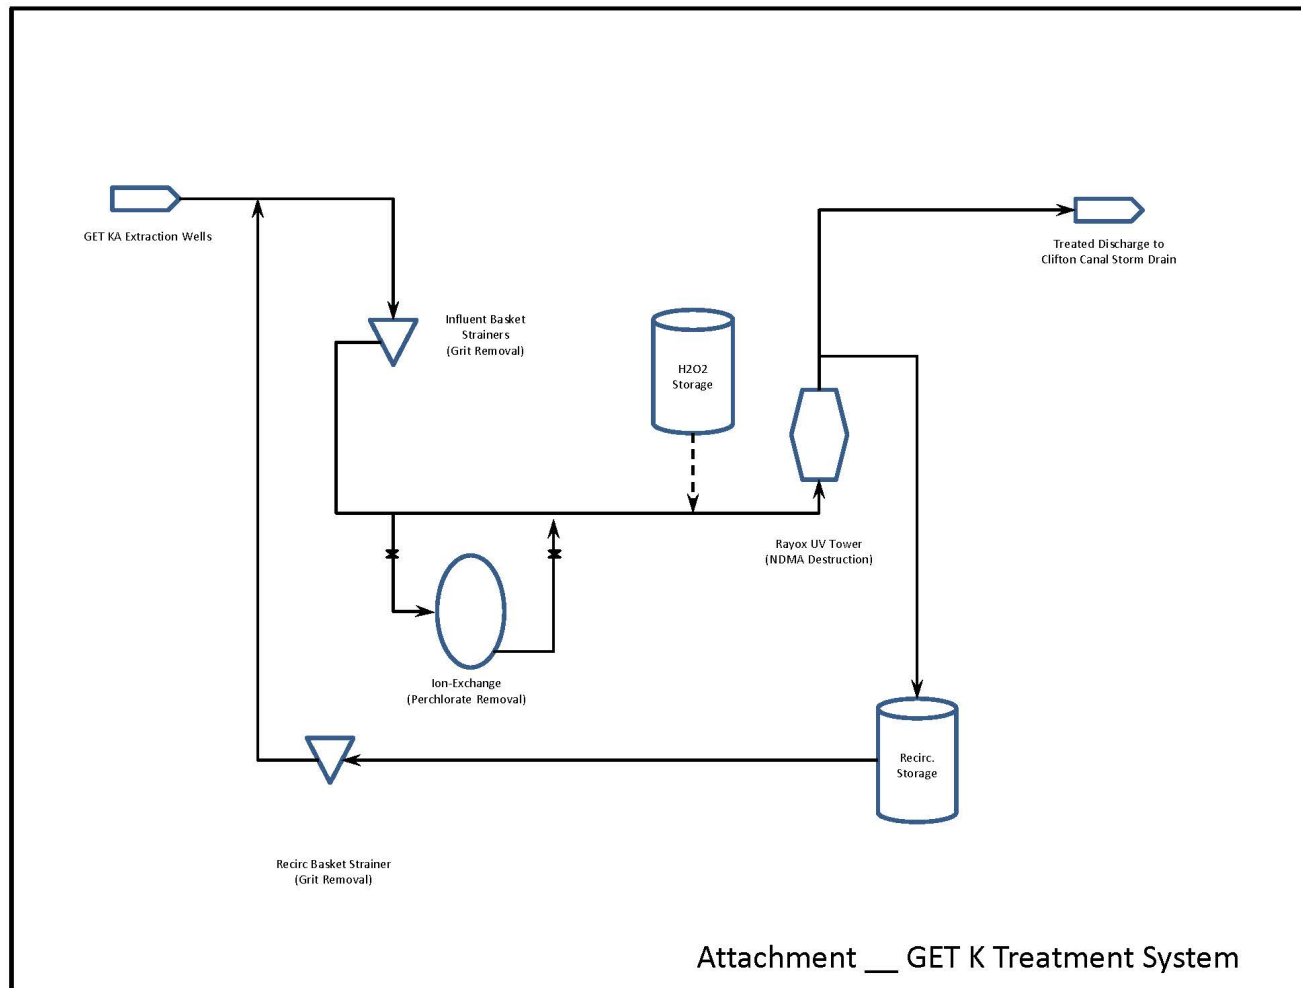 GET KA Extraction Wells
Treated Discharge to
Clifton Canal Storm Drain
Influent Basket
Strainers
(Grit Removal)
H2O2
Storage
Rayox UV Tower
(NDMA Destruction)
Ion-Exchange
(Perchlorate Removal)
Recirc.
Storage
Recirc Basket Strainer
(Grit Removal)
Attachment __ GET K Treatment System